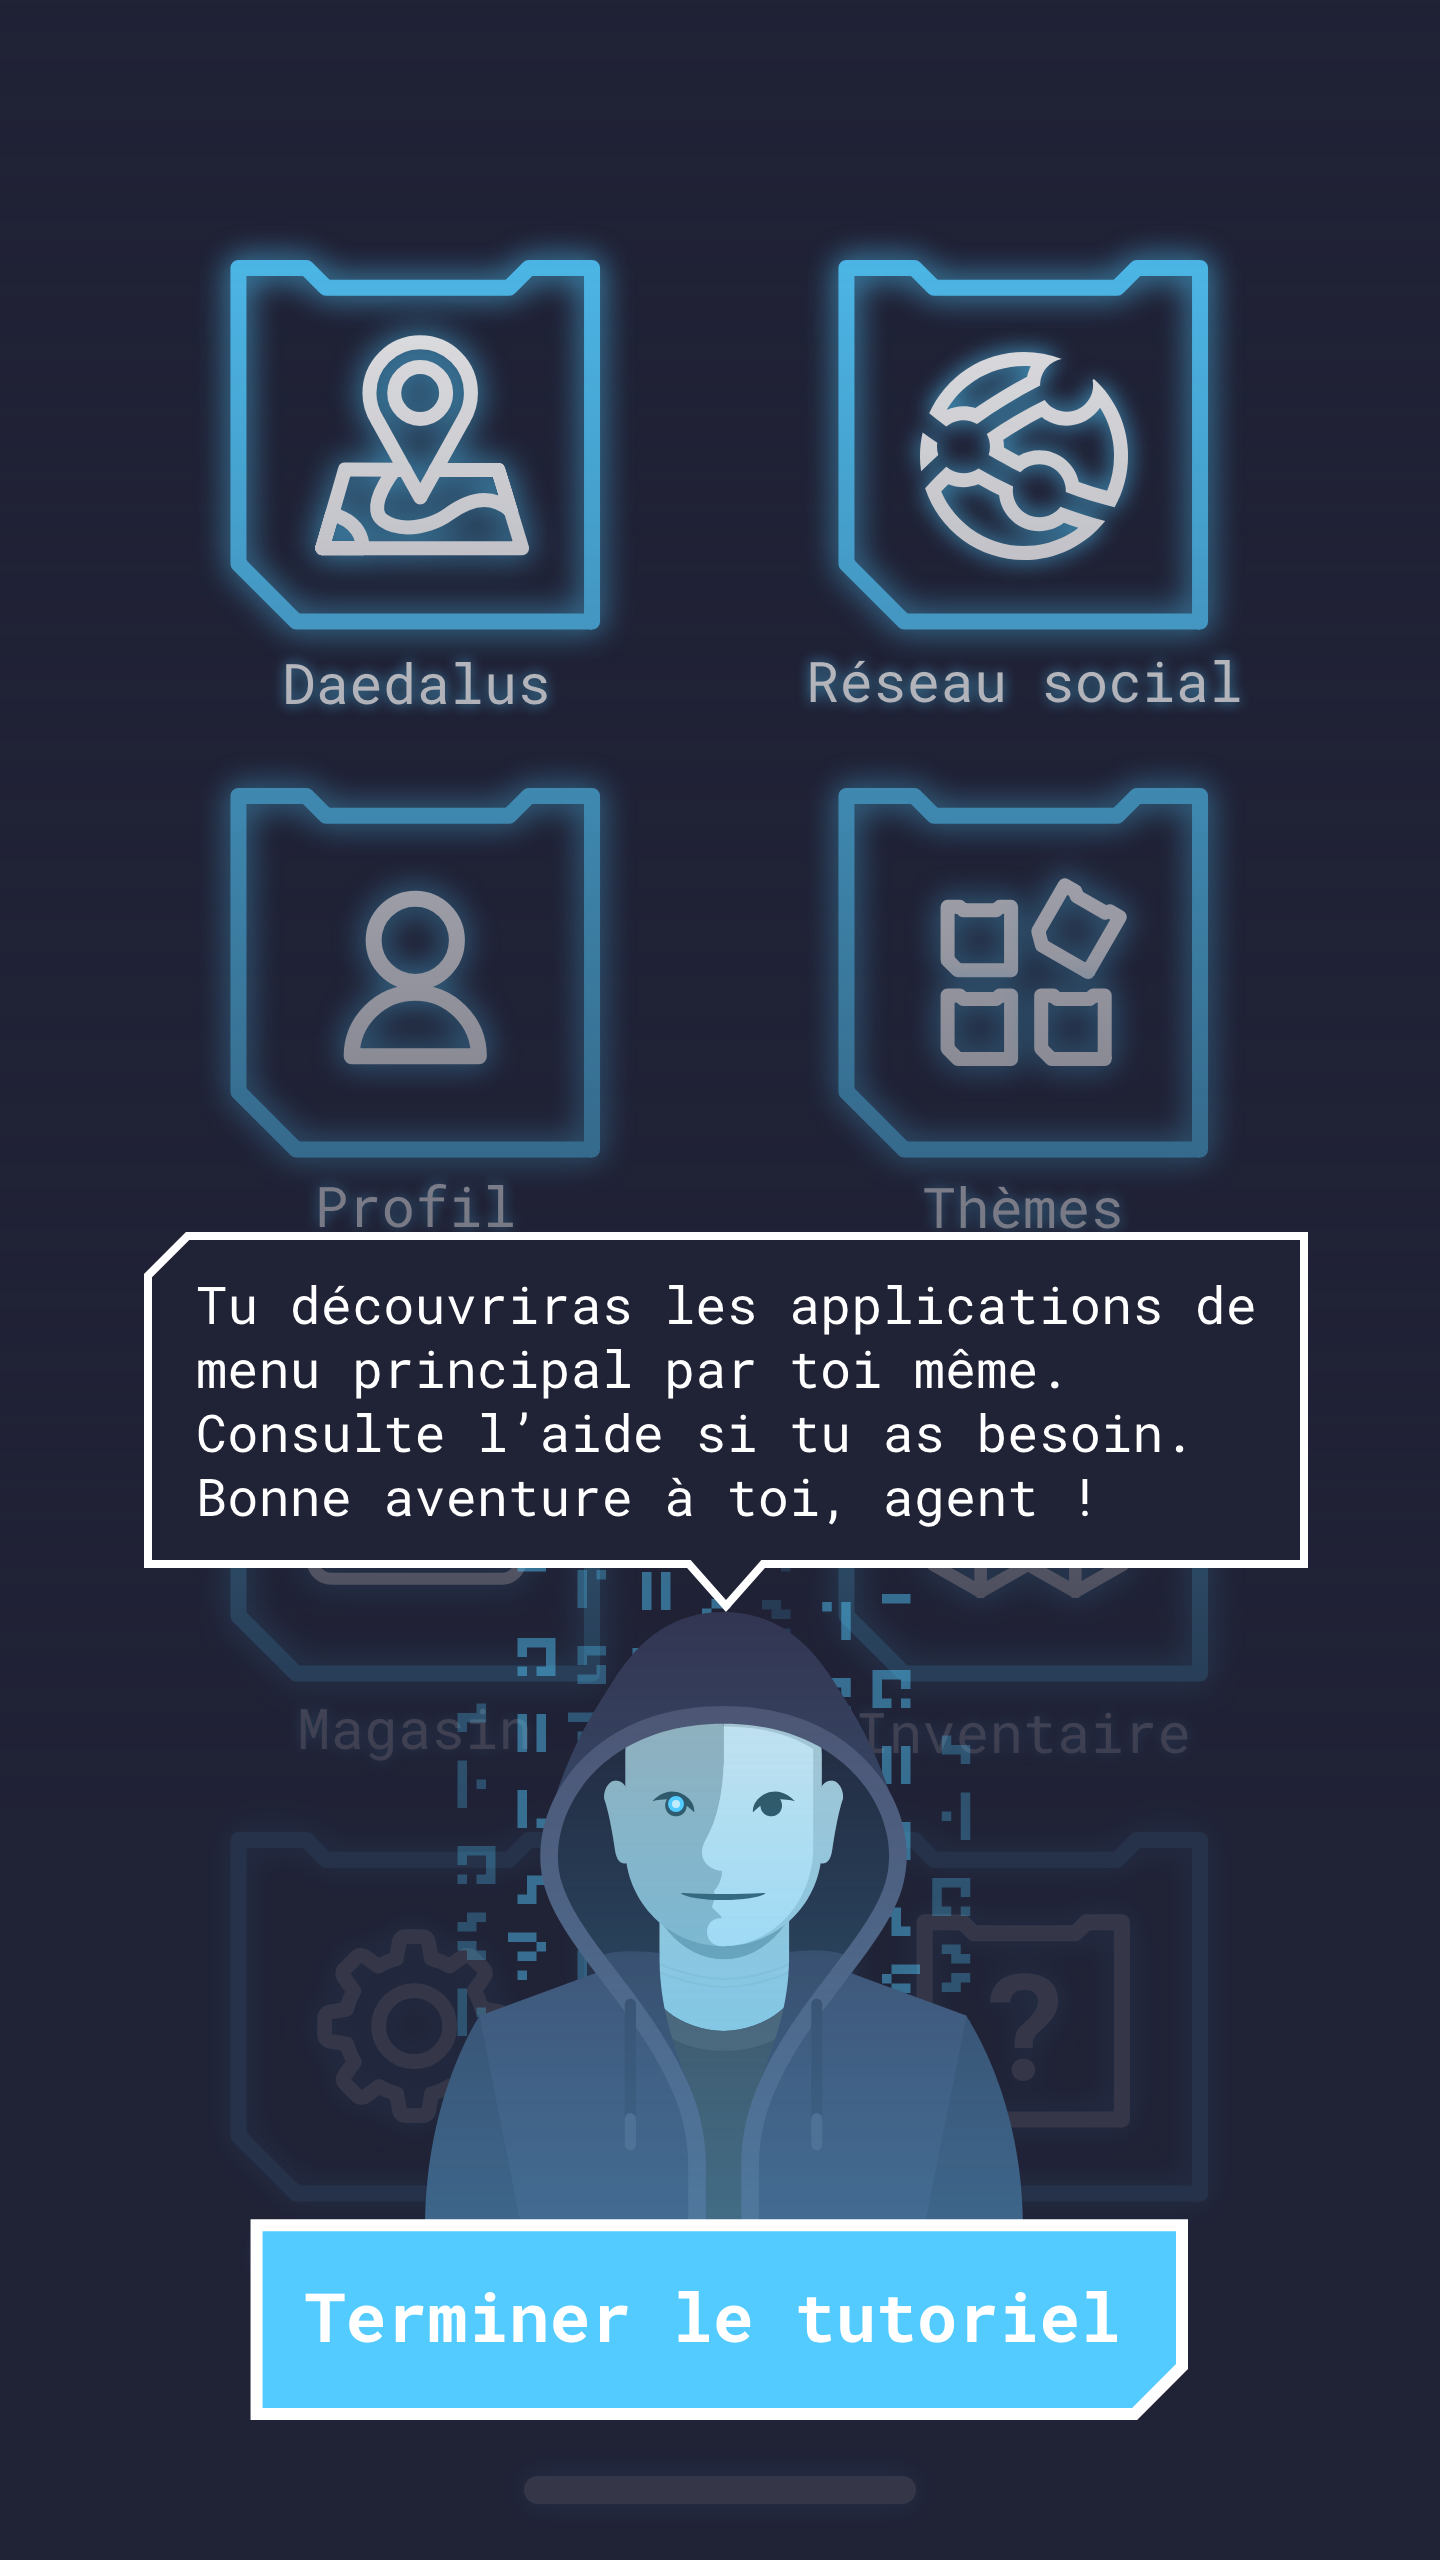 Daedalus
Réseau social
Profil
Thèmes
Tu découvriras les applications de
menu principal par toi même.
Consulte l’aide si tu as besoin.
Bonne aventure à toi, agent !
Magasin
Inventaire
?
Terminer le tutoriel